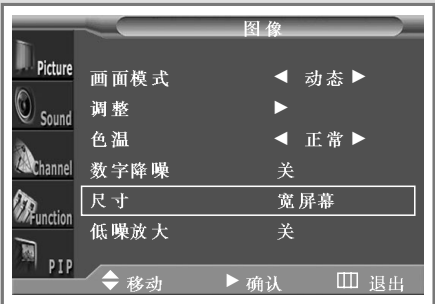 图像
Picture
Sound
Channel
Function
PIP
画面模式 ◀ 动态 ▶
调整 ▶
色温 ◀ 正常 ▶
数字降噪 关
尺寸 宽屏幕
低噪放大 关
移动 ▶ 确认 退出